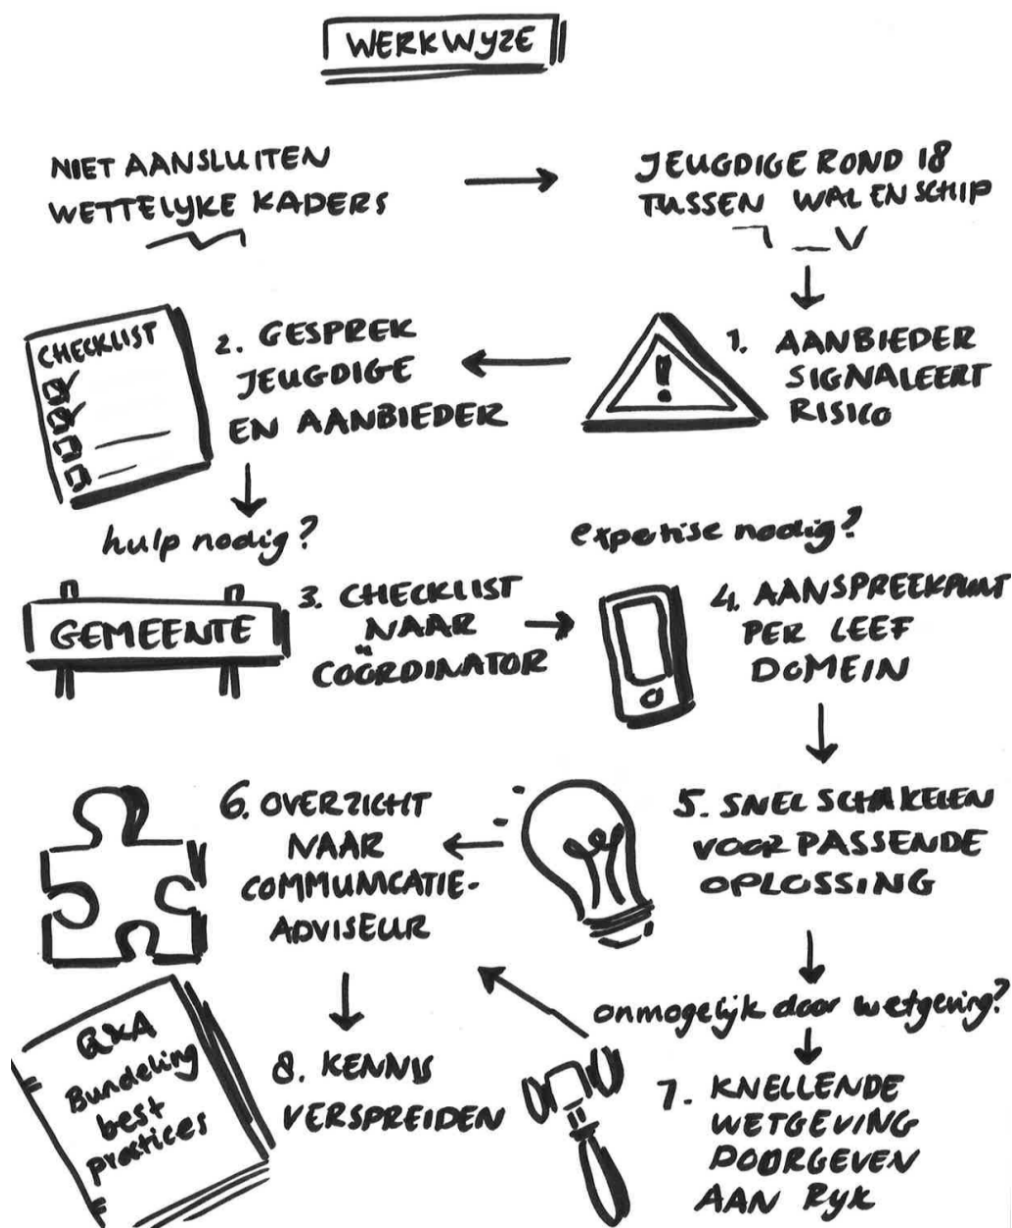 WERKWYZE
NIET AANSLUITEN
WETTELYKE KADERS
JEUGDIGE ROND 18
TUSSEN WAL EN SCHIP
1. AANBIEDER
SIGNALEERT
RISICO
CHECKLIST
2. GESPREK
JEUGDIGE
EN AANBIEDER
hulp nodig?
GEMEENTE
3. CHECKLIST
NAAR
COÖRDINATOR
expertise nodig?
4. AANSPREEKPUNT
PER LEEF
DOMEIN
5. SNEL SCHAKELEN
VOOR PASSENDE
OPLOSSING
6. OVERZICHT
NAAR
COMMUNICATIE-
ADVISEUR
onmogelijk door wetgeving?
7. KNELLENDE
WETGEVING
DOORGEVEN
AAN RYK
8. KENNIS
VERSPREIDEN
Q&A
Bundeling
best
practices